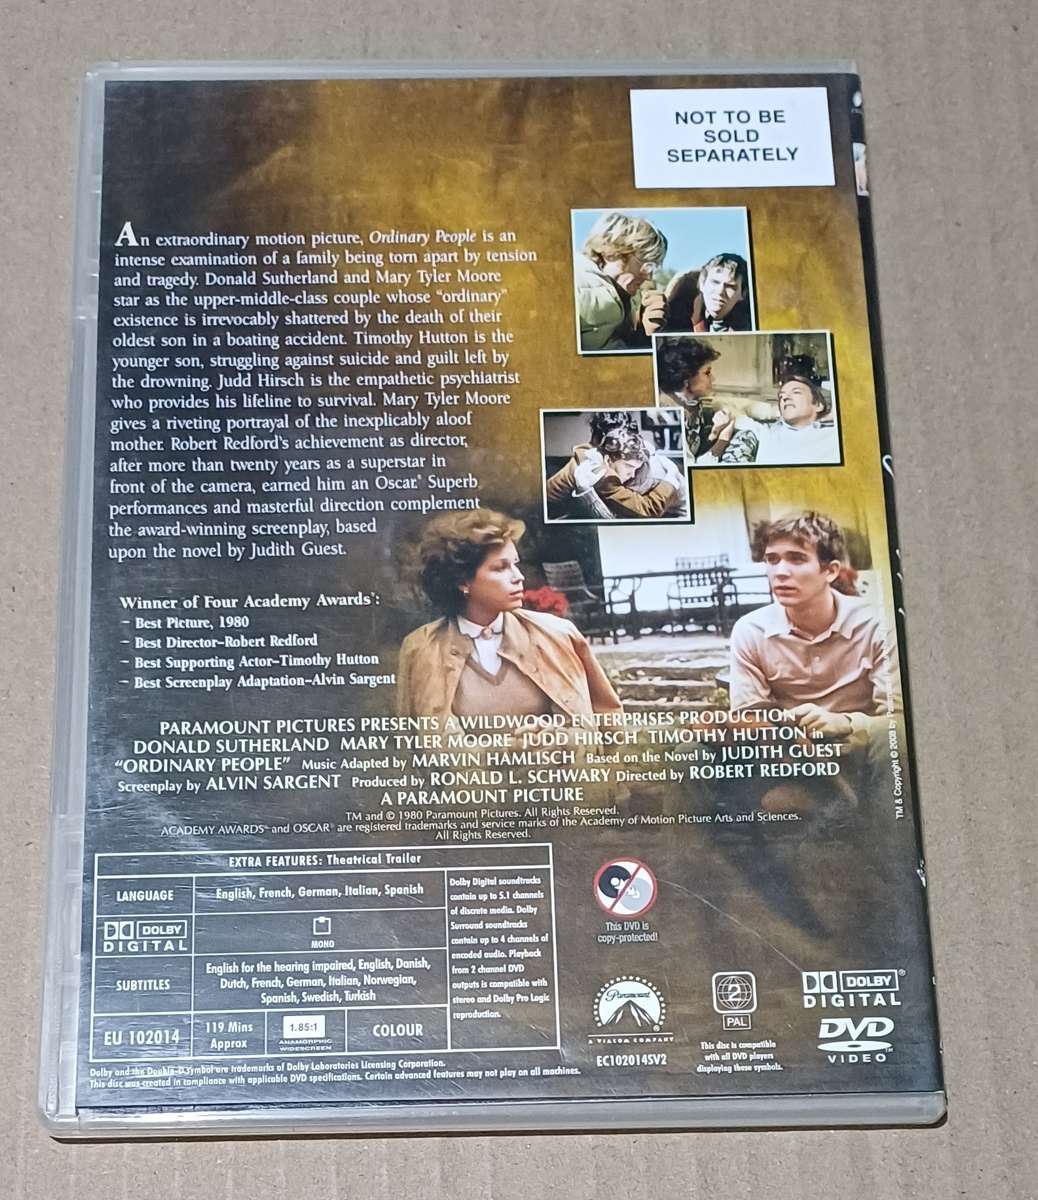 NOT TO BE
SOLD
SEPARATELY
An extraordinary motion picture, Ordinary People is an
intense examination of a family being torn apart by tension
and tragedy. Donald Sutherland and Mary Tyler Moore
star as the upper-middle-class couple whose “ordinary”
existence is irrevocably shattered by the death of their
oldest son in a boating accident. Timothy Hutton is the
younger son, struggling against suicide and guilt left by
the drowning. Judd Hirsch is the empathetic psychiatrist
who provides his lifeline to survival. Mary Tyler Moore
gives a riveting portrayal of the inexplicably aloof
mother. Robert Redford's achievement as director,
after more than twenty years as a superstar in
front of the camera, earned him an Oscar.® Superb
performances and masterful direction complement
the award-winning screenplay, based
upon the novel by Judith Guest.
Winner of Four Academy Awards®:
– Best Picture, 1980
– Best Director–Robert Redford
– Best Supporting Actor–Timothy Hutton
– Best Screenplay Adaptation–Alvin Sargent
PARAMOUNT PICTURES PRESENTS A WILDWOOD ENTERPRISES PRODUCTION
DONALD SUTHERLAND MARY TYLER MOORE JUDD HIRSCH TIMOTHY HUTTON in
“ORDINARY PEOPLE” Music Adapted by MARVIN HAMLISCH Based on the Novel by JUDITH GUEST
Screenplay by ALVIN SARGENT Produced by RONALD L. SCHWARY Directed by ROBERT REDFORD
A PARAMOUNT PICTURE
TM and © 1980 Paramount Pictures. All Rights Reserved.
ACADEMY AWARDS® and OSCAR® are registered trademarks and service marks of the Academy of Motion Picture Arts and Sciences.
All Rights Reserved.
TM & Copyright © 2008 by
EXTRA FEATURES: Theatrical Trailer
LANGUAGE
English, French, German, Italian, Spanish
DOLBY
DIGITAL
MONO
SUBTITLES
English for the hearing impaired, English, Danish,
Dutch, French, German, Italian, Norwegian,
Spanish, Swedish, Turkish
EU 102014
119 Mins
Approx
1.85:1
ANAMORPHIC
WIDESCREEN
COLOUR
Dolby Digital soundtracks
contain up to 5.1 channels
of discrete media. Dolby
Surround soundtracks
contain up to 4 channels of
encoded audio. Playback
from 2 channel DVD
outputs is compatible with
stereo and Dolby Pro Logic
reproduction.
Dolby and the Double-D Symbol are trademarks of Dolby Laboratories Licensing Corporation.
This disc was created in compliance with applicable DVD specifications. Certain advanced features may not play on all machines.
This DVD is
copy-protected!
Paramount
A VIACOM COMPANY
EC102014SV2
2
PAL
This disc is compatible
with all DVD players
displaying these symbols.
DOLBY®
DIGITAL
DVD
VIDEO™